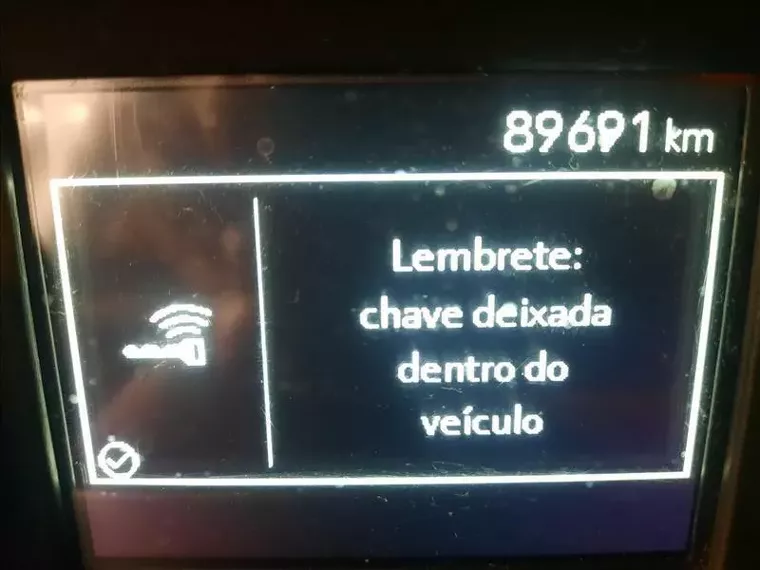 89691 km
Lembrete:
chave deixada
dentro do
veículo